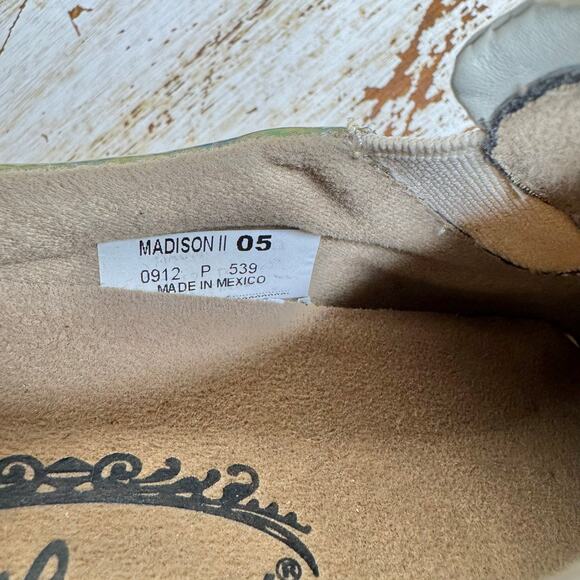 MADISON II 05
0912 P 539
MADE IN MEXICO
®